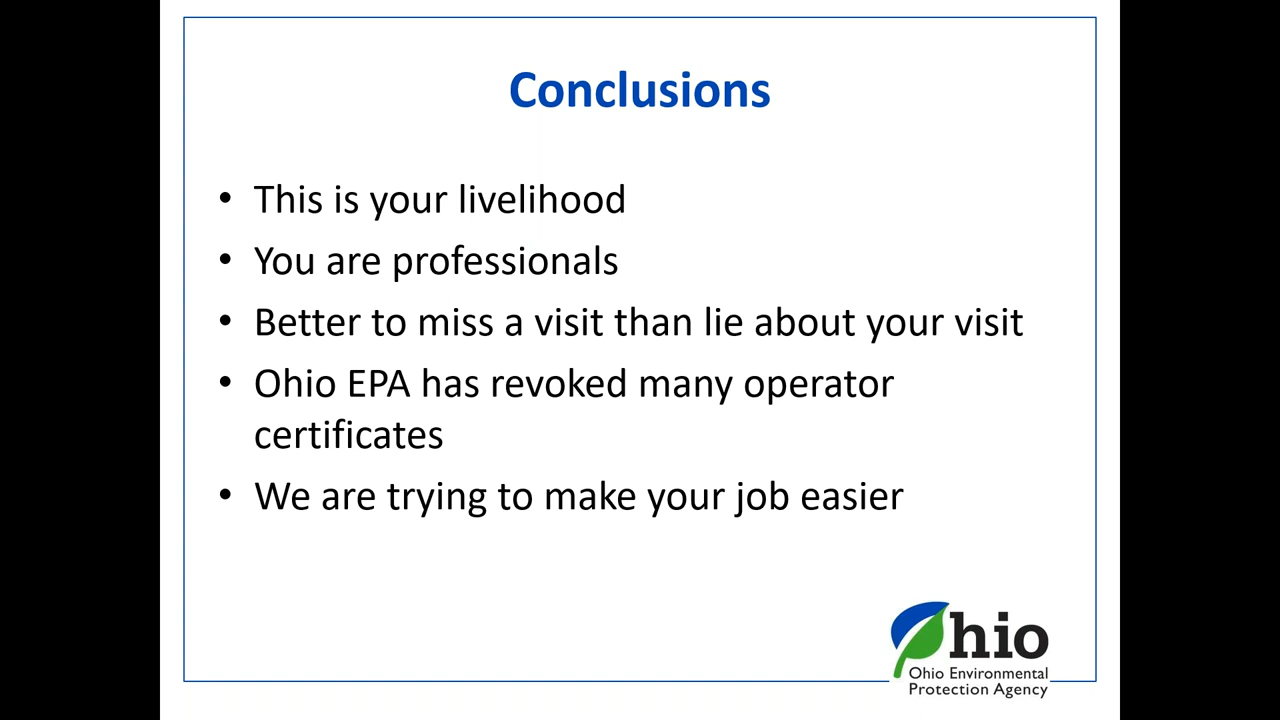 Conclusions
• This is your livelihood
• You are professionals
• Better to miss a visit than lie about your visit
• Ohio EPA has revoked many operator
certificates
• We are trying to make your job easier
Ohio
Ohio Environmental
Protection Agency